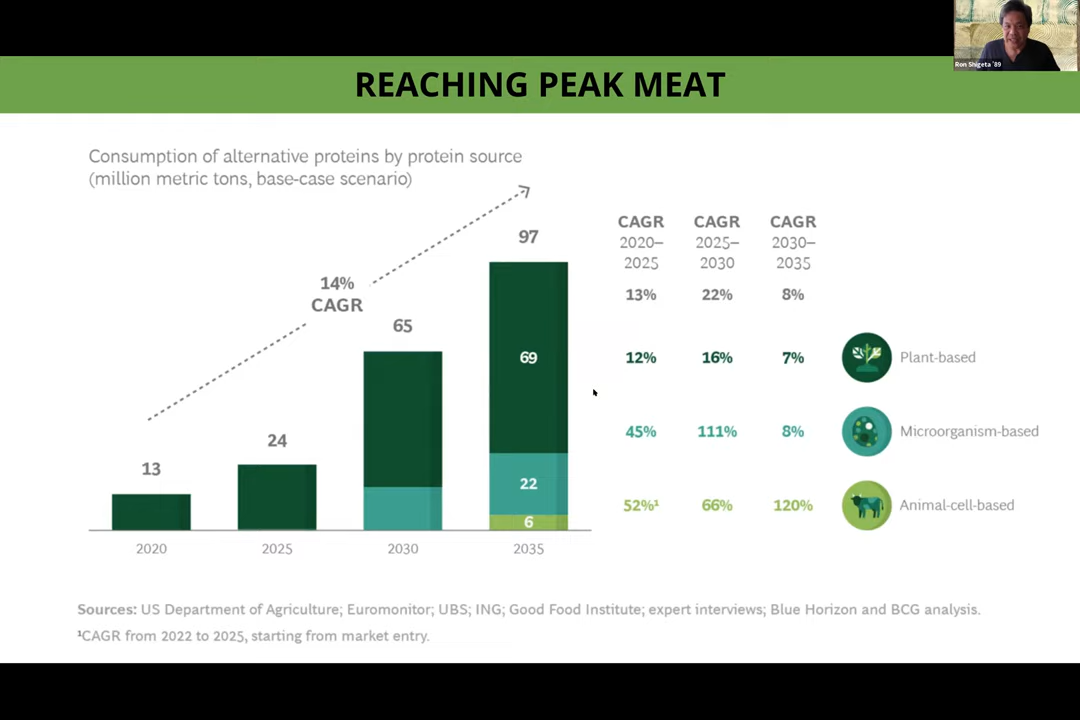 Ron Shigeta '89
REACHING PEAK MEAT
Consumption of alternative proteins by protein source
(million metric tons, base-case scenario)
14%
CAGR
13
24
65
97
69
22
6
2020
2025
2030
2035
CAGR
2020–
2025
CAGR
2025–
2030
CAGR
2030–
2035
13%
22%
8%
12%
16%
7%
Plant-based
45%
111%
8%
Microorganism-based
52%¹
66%
120%
Animal-cell-based
Sources: US Department of Agriculture; Euromonitor; UBS; ING; Good Food Institute; expert interviews; Blue Horizon and BCG analysis.
¹CAGR from 2022 to 2025, starting from market entry.